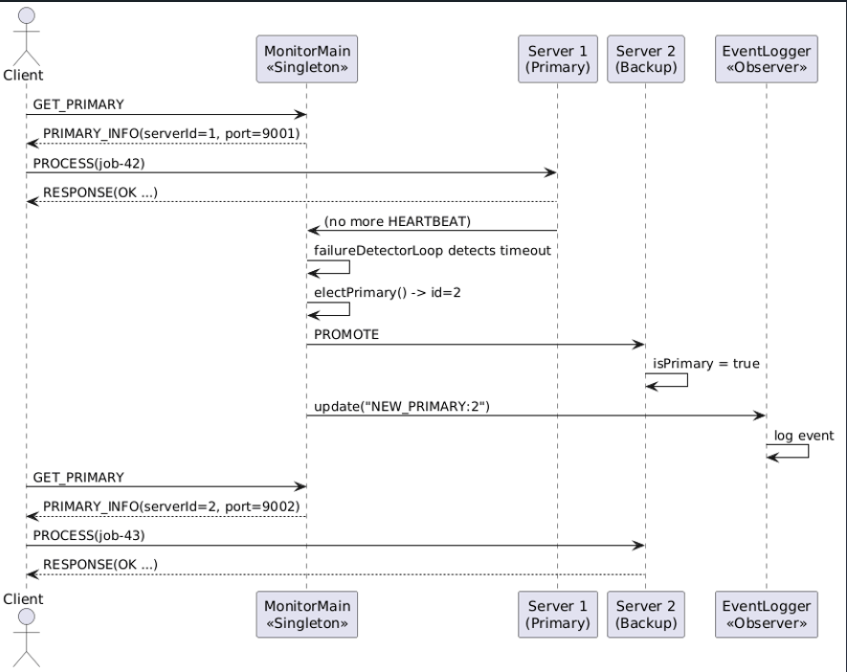 Client
MonitorMain
«Singleton»
Server 1
(Primary)
Server 2
(Backup)
EventLogger
«Observer»
GET_PRIMARY
PRIMARY_INFO(serverId=1, port=9001)
PROCESS(job-42)
RESPONSE(OK ...)
(no more HEARTBEAT)
failureDetectorLoop detects timeout
electPrimary() -> id=2
PROMOTE
isPrimary = true
update("NEW_PRIMARY:2")
log event
GET_PRIMARY
PRIMARY_INFO(serverId=2, port=9002)
PROCESS(job-43)
RESPONSE(OK ...)
Client
MonitorMain
«Singleton»
Server 1
(Primary)
Server 2
(Backup)
EventLogger
«Observer»